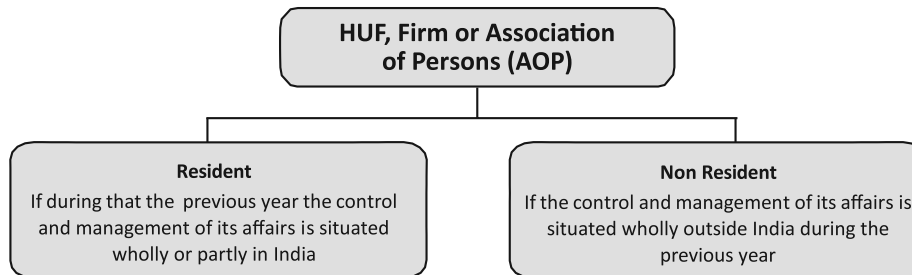 HUF, Firm or Association
of Persons (AOP)
Resident
If during that the previous year the control
and management of its affairs is situated
wholly or partly in India
Non Resident
If the control and management of its affairs is
situated wholly outside India during the
previous year